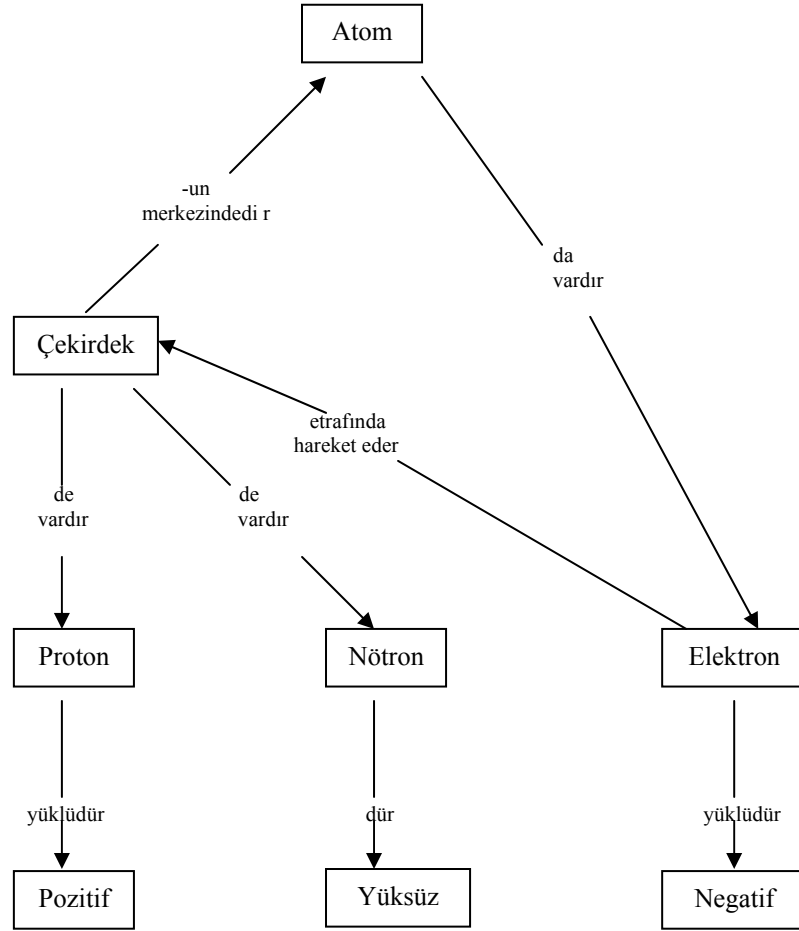 Atom
-un
merkezindedi r
da
vardır
Çekirdek
etrafında
hareket eder
de
vardır
de
vardır
Proton
Nötron
Elektron
yüklüdür
dür
yüklüdür
Pozitif
Yüksüz
Negatif